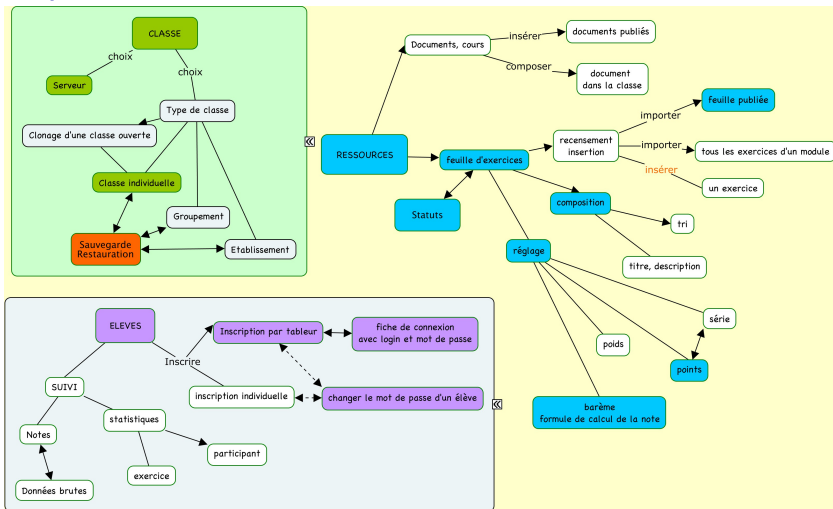 CLASSE
choix
choix
Serveur
Type de classe
Clonage d'une classe ouverte
Classe individuelle
Groupement
Sauvegarde
Restauration
Etablissement
Documents, cours
insérer
documents publiés
composer
document
dans la classe
RESSOURCES
feuille d'exercices
Statuts
recensement
insertion
importer
feuille publiée
importer
tous les exercices d'un module
insérer
un exercice
composition
tri
titre, description
réglage
série
poids
points
barème
formule de calcul de la note
ELEVES
Inscrire
Inscription par tableur
fiche de connexion
avec login et mot de passe
inscription individuelle
changer le mot de passe d'un élève
SUIVI
Notes
statistiques
participant
exercice
Données brutes